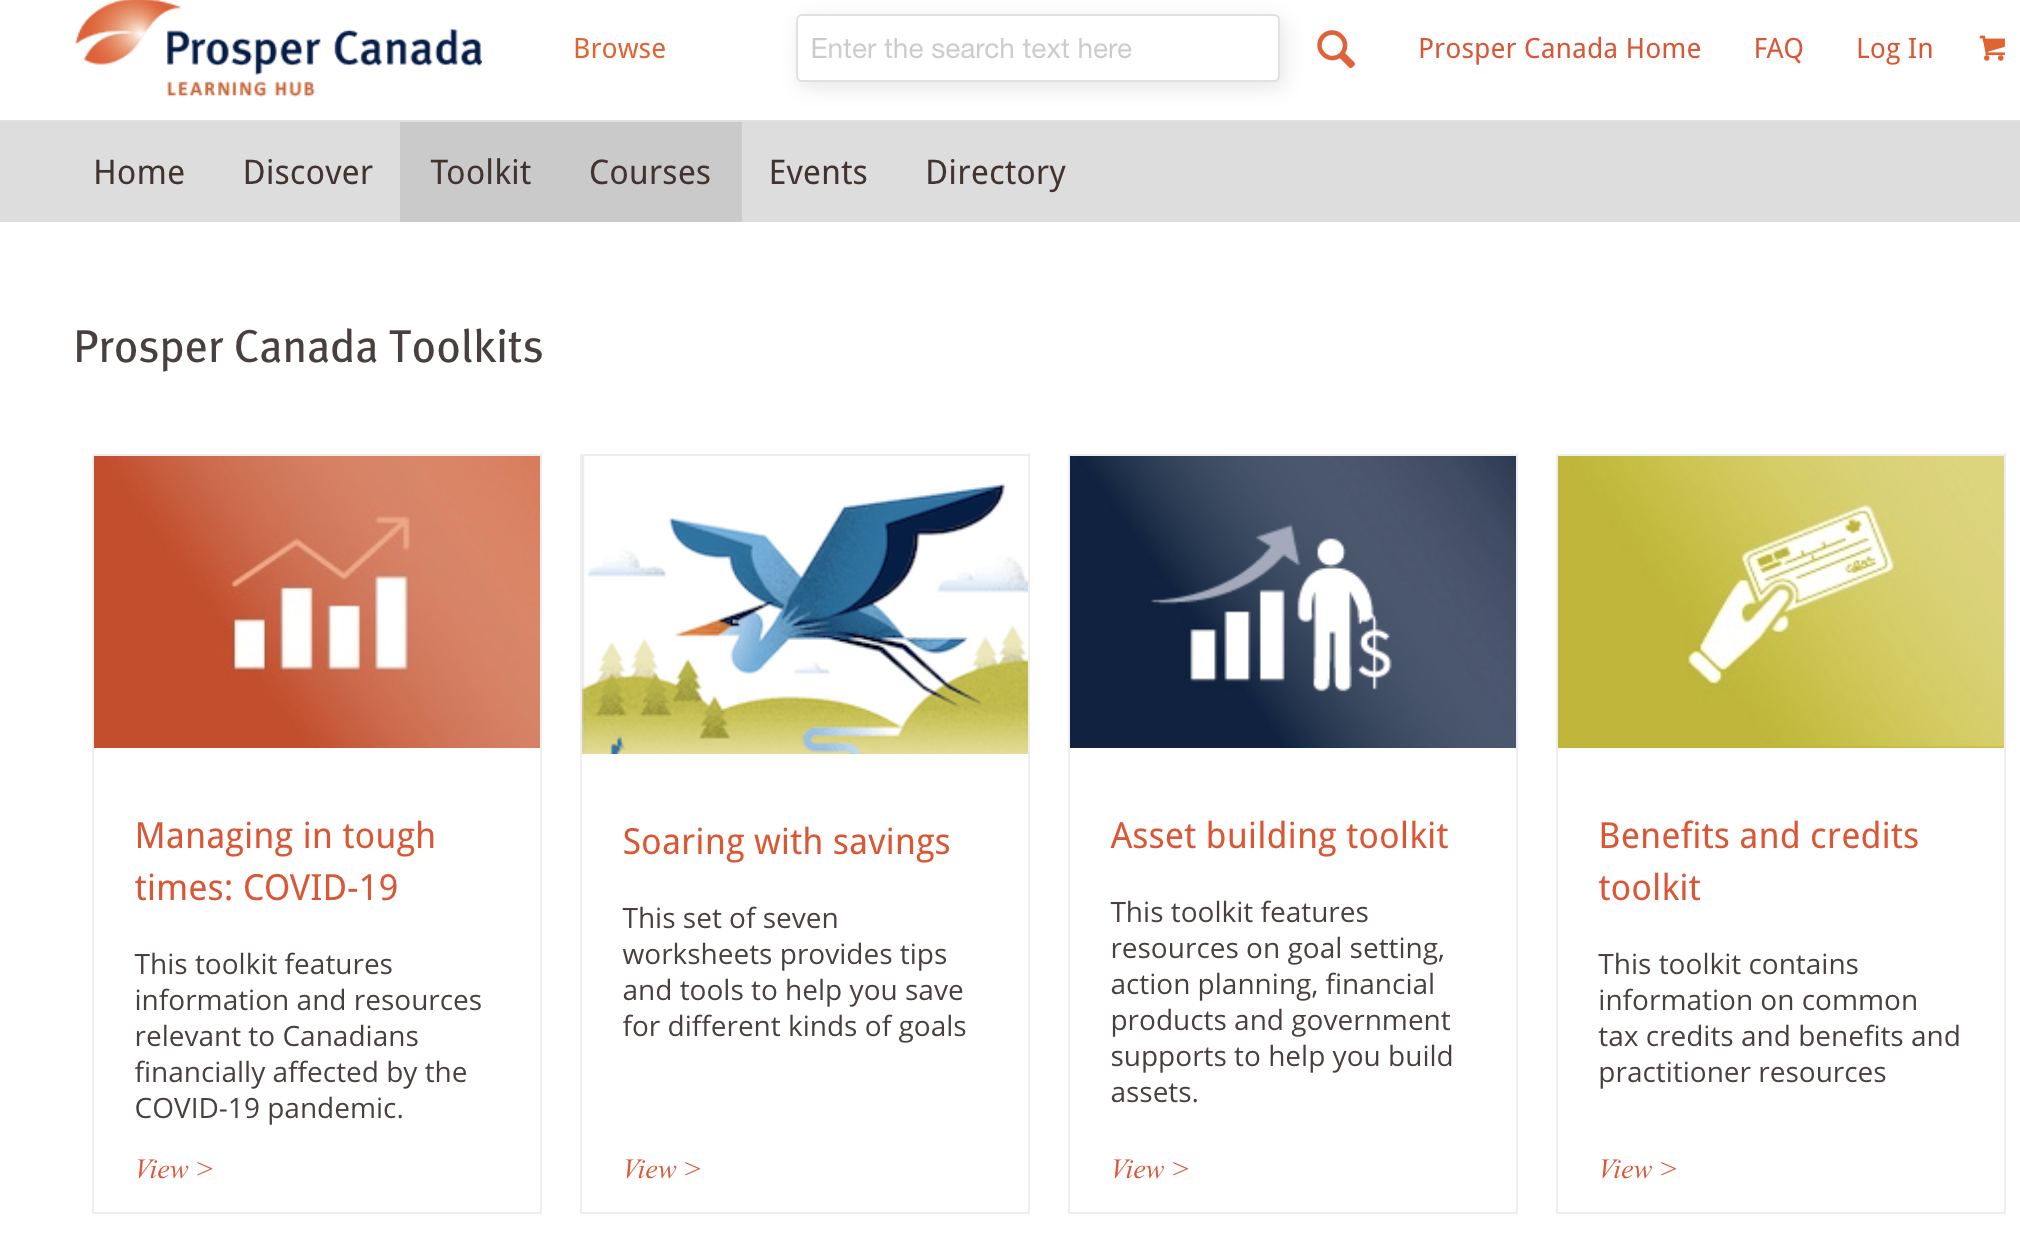 Prosper Canada
LEARNING HUB
Browse
Enter the search text here
Prosper Canada Home
FAQ
Log In
Home
Discover
Toolkit
Courses
Events
Directory
Prosper Canada Toolkits
Managing in tough
times: COVID-19
This toolkit features
information and resources
relevant to Canadians
financially affected by the
COVID-19 pandemic.
View >
Soaring with savings
This set of seven
worksheets provides tips
and tools to help you save
for different kinds of goals
View >
$
Asset building toolkit
This toolkit features
resources on goal setting,
action planning, financial
products and government
supports to help you build
assets.
View >
Benefits and credits
toolkit
This toolkit contains
information on common
tax credits and benefits and
practitioner resources
View >